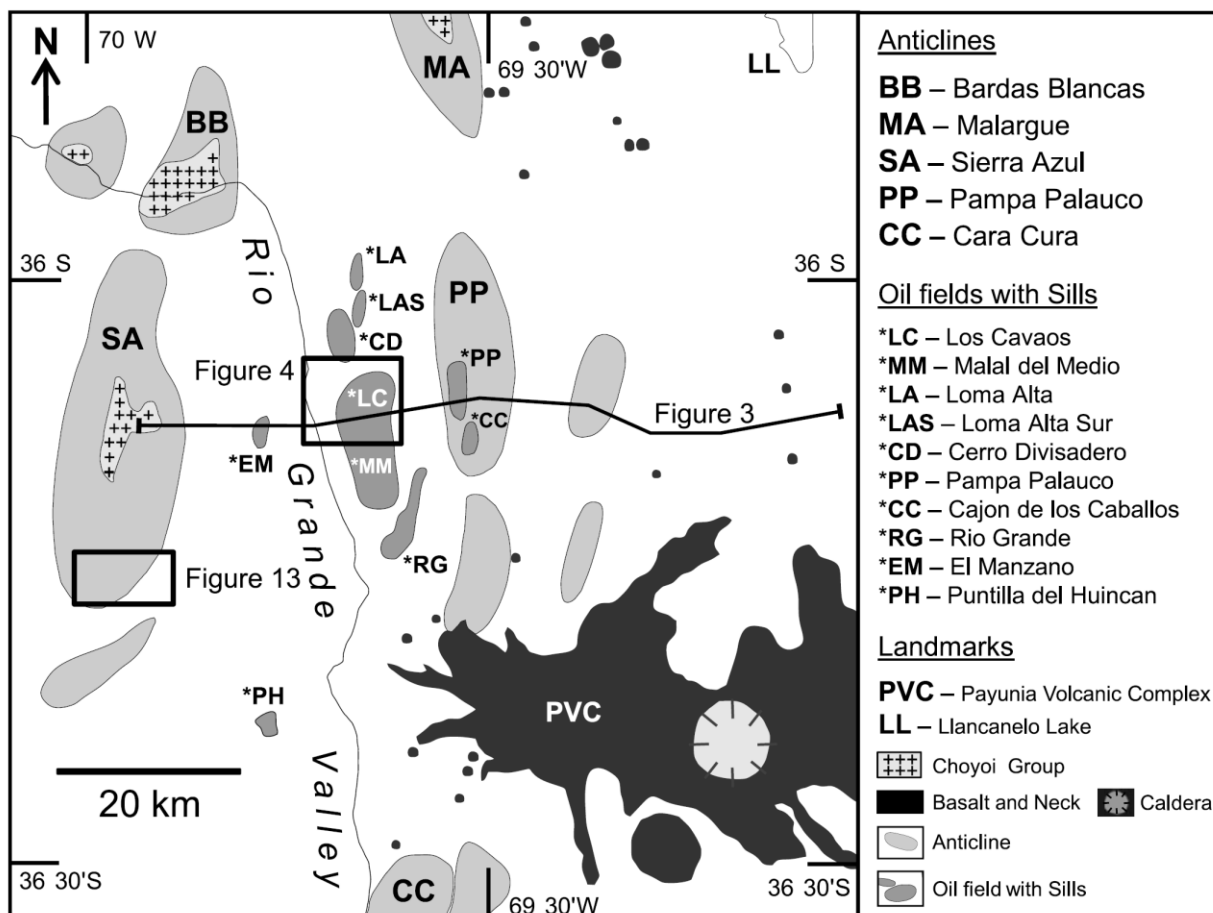 N
70 W
MA
69 30'W
LL
BB
36 S
36 S
Rio
*LA
*LAS
*CD
PP
*PP
SA
Figure 4
*LC
*CC
Figure 3
*EM
*MM
Grande
*RG
Figure 13
*PH
PVC
20 km
Valley
CC
36 30'S
69 30'W
36 30'S
Anticlines
BB – Bardas Blancas
MA – Malargue
SA – Sierra Azul
PP – Pampa Palauco
CC – Cara Cura
Oil fields with Sills
*LC – Los Cavaos
*MM – Malal del Medio
*LA – Loma Alta
*LAS – Loma Alta Sur
*CD – Cerro Divisadero
*PP – Pampa Palauco
*CC – Cajon de los Caballos
*RG – Rio Grande
*EM – El Manzano
*PH – Puntilla del Huincan
Landmarks
PVC – Payunia Volcanic Complex
LL – Llancanelo Lake
Choyoi Group
Basalt and Neck
Caldera
Anticline
Oil field with Sills